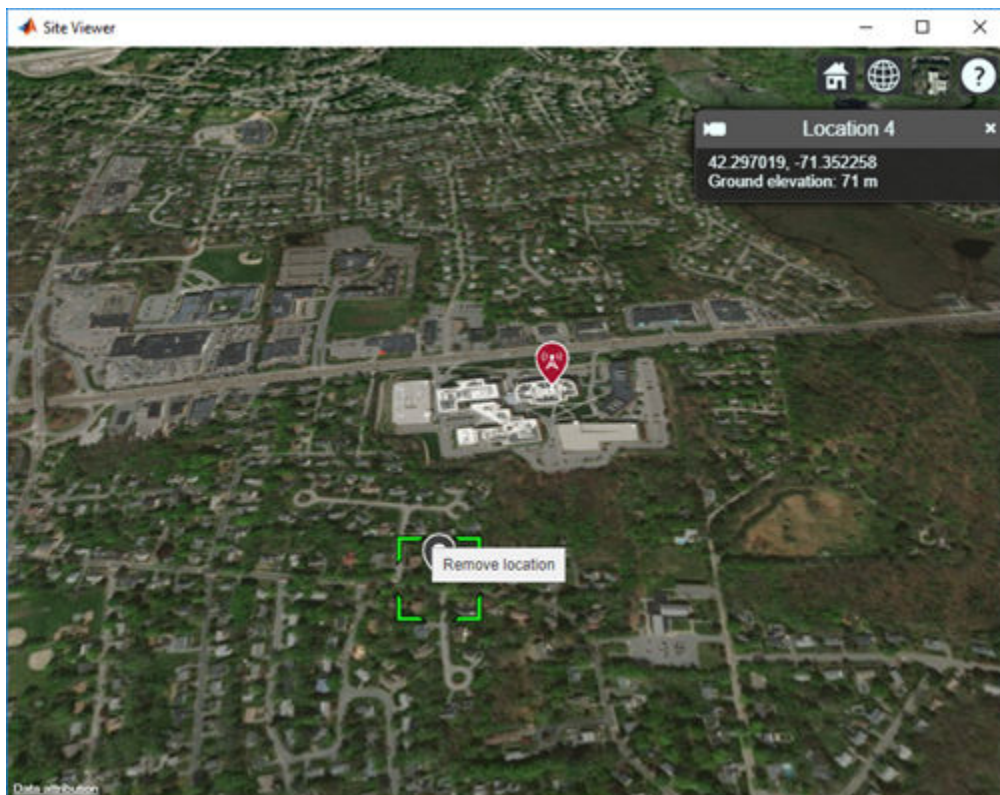 Site Viewer
Location 4
42.297019, -71.352258
Ground elevation: 71 m
Remove location
Data attribution